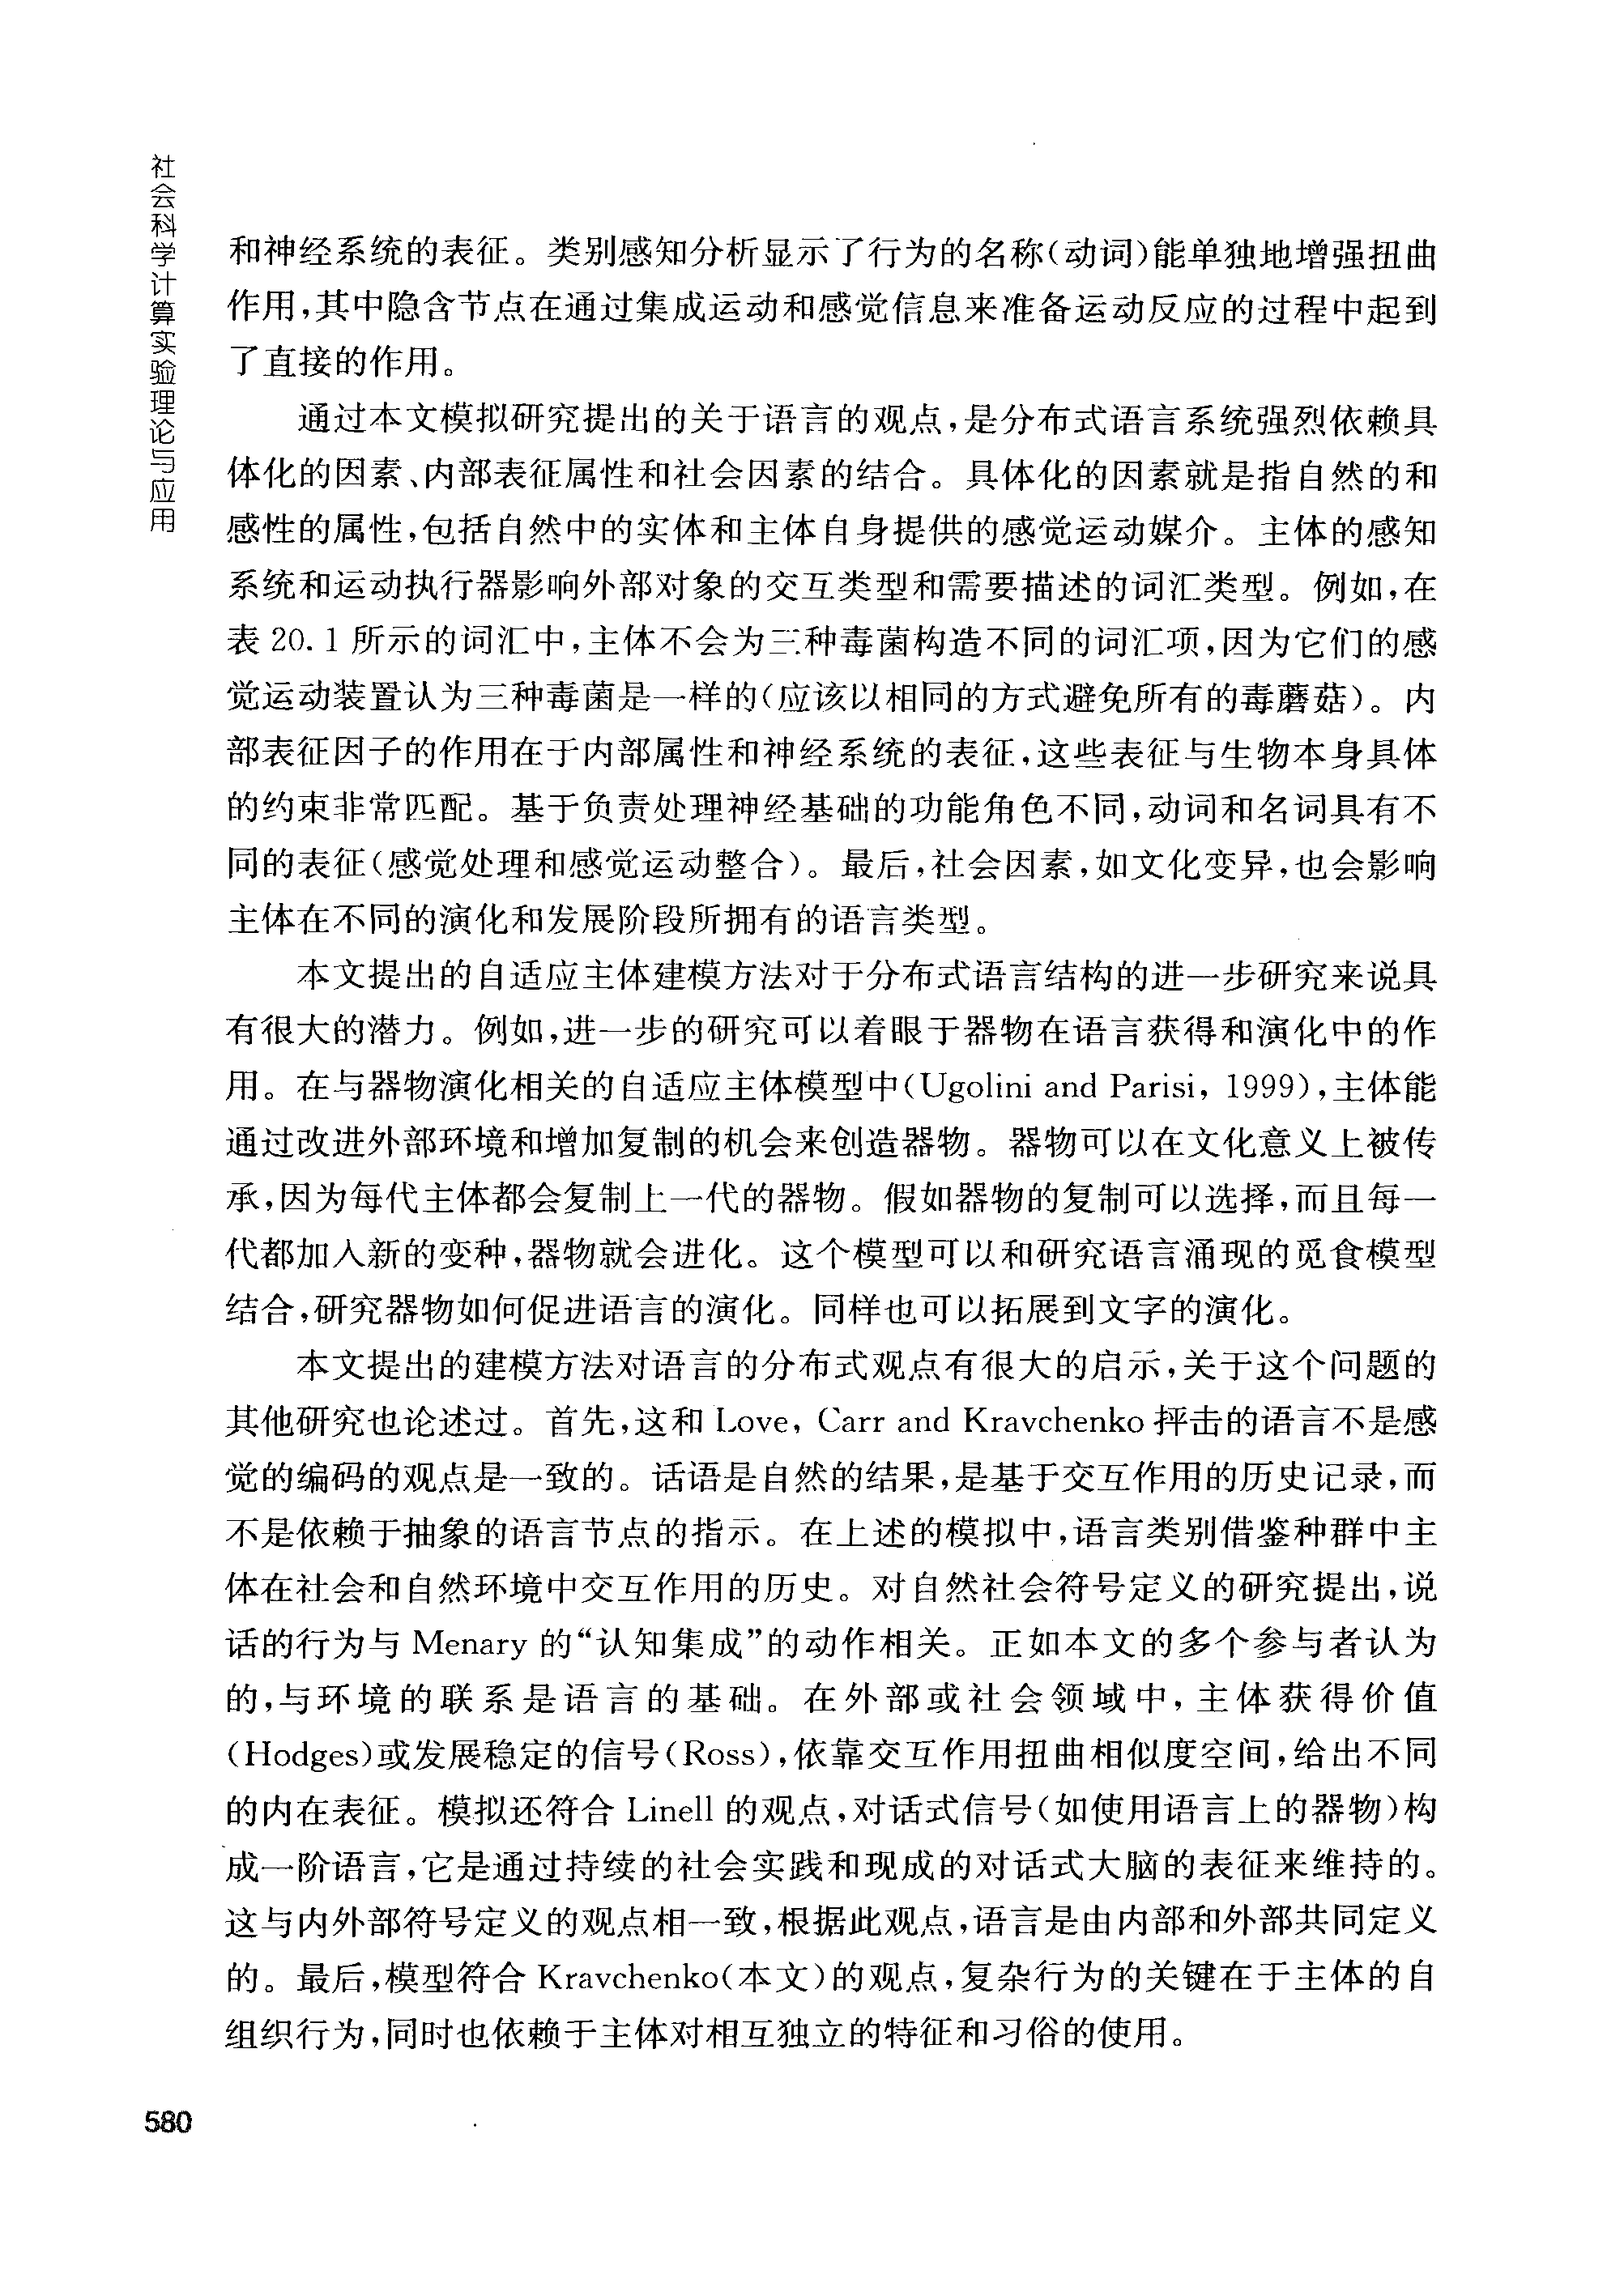 社会科学计算实验理论与应用
和神经系统的表征。类别感知分析显示了行为的名称(动词)能单独地增强扭曲
作用,其中隐含节点在通过集成运动和感觉信息来准备运动反应的过程中起到
了直接的作用。
通过本文模拟研究提出的关于语言的观点,是分布式语言系统强烈依赖具
体化的因素、内部表征属性和社会因素的结合。具体化的因素就是指自然的和
感性的属性,包括自然中的实体和主体自身提供的感觉运动媒介。主体的感知
系统和运动执行器影响外部对象的交互类型和需要描述的词汇类型。例如,在
表 20.1 所示的词汇中,主体不会为三种毒菌构造不同的词汇项,因为它们的感
觉运动装置认为三种毒菌是一样的(应该以相同的方式避免所有的毒蘑菇)。内
部表征因子的作用在于内部属性和神经系统的表征,这些表征与生物本身具体
的约束非常匹配。基于负责处理神经基础的功能角色不同,动词和名词具有不
同的表征(感觉处理和感觉运动整合)。最后,社会因素,如文化变异,也会影响
主体在不同的演化和发展阶段所拥有的语言类型。
本文提出的自适应主体建模方法对于分布式语言结构的进一步研究来说具
有很大的潜力。例如,进一步的研究可以着眼于器物在语言获得和演化中的作
用。在与器物演化相关的自适应主体模型中(Ugolini and Parisi, 1999),主体能
通过改进外部环境和增加复制的机会来创造器物。器物可以在文化意义上被传
承,因为每代主体都会复制上一代的器物。假如器物的复制可以选择,而且每一
代都加入新的变种,器物就会进化。这个模型可以和研究语言涌现的觅食模型
结合,研究器物如何促进语言的演化。同样也可以拓展到文字的演化。
本文提出的建模方法对语言的分布式观点有很大的启示,关于这个问题的
其他研究也论述过。首先,这和 Love, Carr and Kravchenko 抨击的语言不是感
觉的编码的观点是一致的。话语是自然的结果,是基于交互作用的历史记录,而
不是依赖于抽象的语言节点的指示。在上述的模拟中,语言类别借鉴种群中主
体在社会和自然环境中交互作用的历史。对自然社会符号定义的研究提出,说
话的行为与 Menary 的“认知集成”的动作相关。正如本文的多个参与者认为
的,与环境的联系是语言的基础。在外部或社会领域中,主体获得价值
(Hodges)或发展稳定的信号(Ross),依靠交互作用扭曲相似度空间,给出不同
的内在表征。模拟还符合 Linell 的观点,对话式信号(如使用语言上的器物)构
成一阶语言,它是通过持续的社会实践和现成的对话式大脑的表征来维持的。
这与内外部符号定义的观点相一致,根据此观点,语言是由内部和外部共同定义
的。最后,模型符合 Kravchenko(本文)的观点,复杂行为的关键在于主体的自
组织行为,同时也依赖于主体对相互独立的特征和习俗的使用。
580